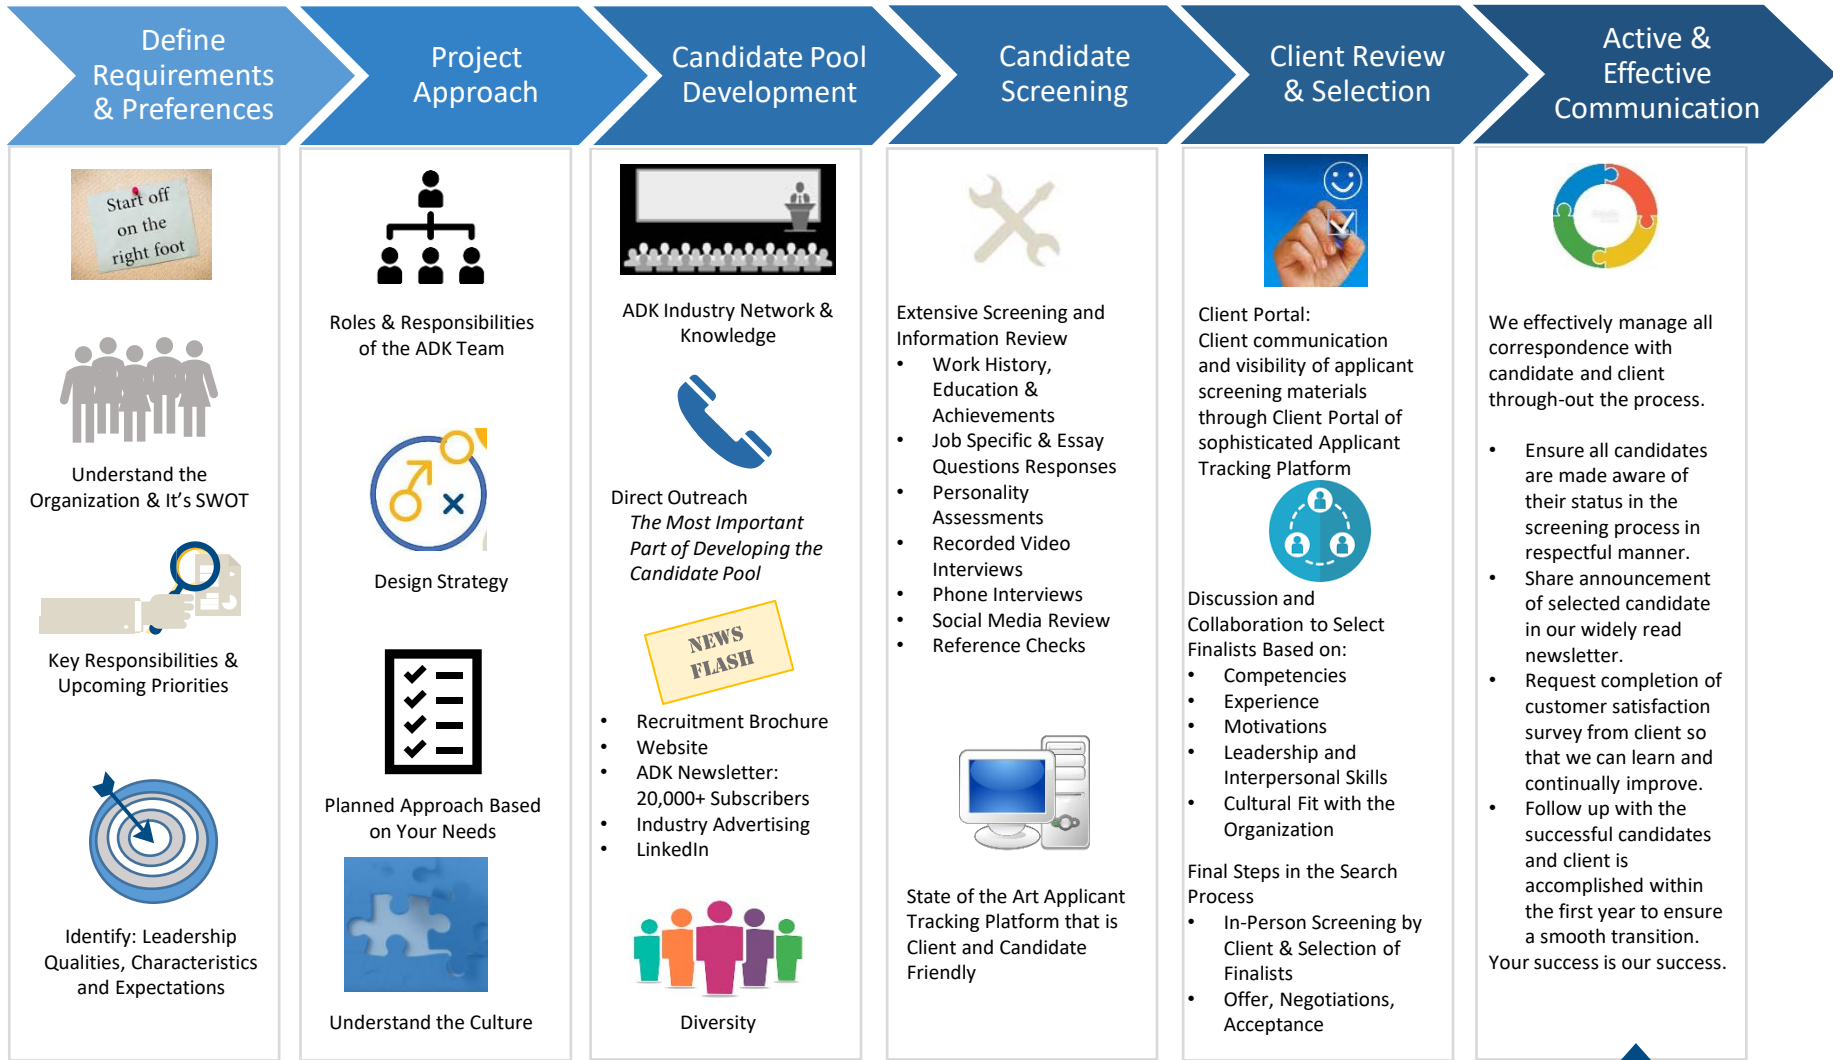 Define
Requirements
& Preferences
Project
Approach
Candidate Pool
Development
Candidate
Screening
Client Review
& Selection
Active &
Effective
Communication
Start off
on the
right foot
Understand the
Organization & It's SWOT
Key Responsibilities &
Upcoming Priorities
Identify: Leadership
Qualities, Characteristics
and Expectations
Roles & Responsibilities
of the ADK Team
Design Strategy
Planned Approach Based
on Your Needs
Understand the Culture
ADK Industry Network &
Knowledge
Direct Outreach
The Most Important
Part of Developing the
Candidate Pool
NEWS
FLASH
• Recruitment Brochure
• Website
• ADK Newsletter:
20,000+ Subscribers
• Industry Advertising
• LinkedIn
Diversity
Extensive Screening and
Information Review
• Work History,
Education &
Achievements
• Job Specific & Essay
Questions Responses
• Personality
Assessments
• Recorded Video
Interviews
• Phone Interviews
• Social Media Review
• Reference Checks
State of the Art Applicant
Tracking Platform that is
Client and Candidate
Friendly
Client Portal:
Client communication
and visibility of applicant
screening materials
through Client Portal of
sophisticated Applicant
Tracking Platform
Discussion and
Collaboration to Select
Finalists Based on:
• Competencies
• Experience
• Motivations
• Leadership and
Interpersonal Skills
• Cultural Fit with the
Organization
Final Steps in the Search
Process
• In-Person Screening by
Client & Selection of
Finalists
• Offer, Negotiations,
Acceptance
We effectively manage all
correspondence with
candidate and client
through-out the process.
• Ensure all candidates
are made aware of
their status in the
screening process in
respectful manner.
• Share announcement
of selected candidate
in our widely read
newsletter.
• Request completion of
customer satisfaction
survey from client so
that we can learn and
continually improve.
• Follow up with the
successful candidates
and client is
accomplished within
the first year to ensure
a smooth transition.
Your success is our success.